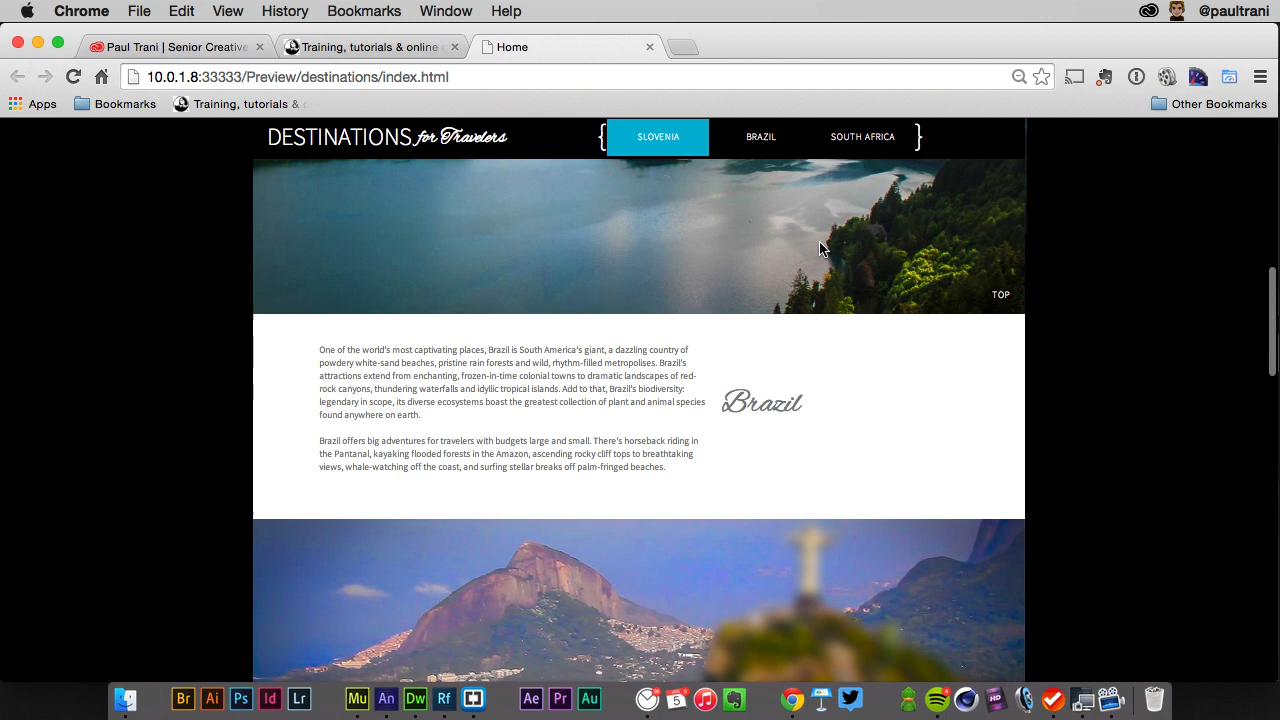 Chrome File Edit View History Bookmarks Window Help @paultrani
Paul Trani | Senior Creative
Training, tutorials & online
Home
10.0.1.8:33333/Preview/destinations/index.html
Apps Bookmarks Training, tutorials & Other Bookmarks
DESTINATIONS for Travelers { SLOVENIA BRAZIL SOUTH AFRICA }
TOP
One of the world's most captivating places, Brazil is South America's giant, a dazzling country of
powdery white-sand beaches, pristine rain forests and wild, rhythm-filled metropolises. Brazil's
attractions extend from enchanting, frozen-in-time colonial towns to dramatic landscapes of red-
rock canyons, thundering waterfalls and idyllic tropical islands. Add to that, Brazil's biodiversity:
legendary in scope, its diverse ecosystems boast the greatest collection of plant and animal species
found anywhere on earth.
Brazil
Brazil offers big adventures for travelers with budgets large and small. There's horseback riding in
the Pantanal, kayaking flooded forests in the Amazon, ascending rocky cliff tops to breathtaking
views, whale-watching off the coast, and surfing stellar breaks off palm-fringed beaches.
Br Ai Ps Id Lr Mu An Dw Rf Ae Pr Au 5 HD